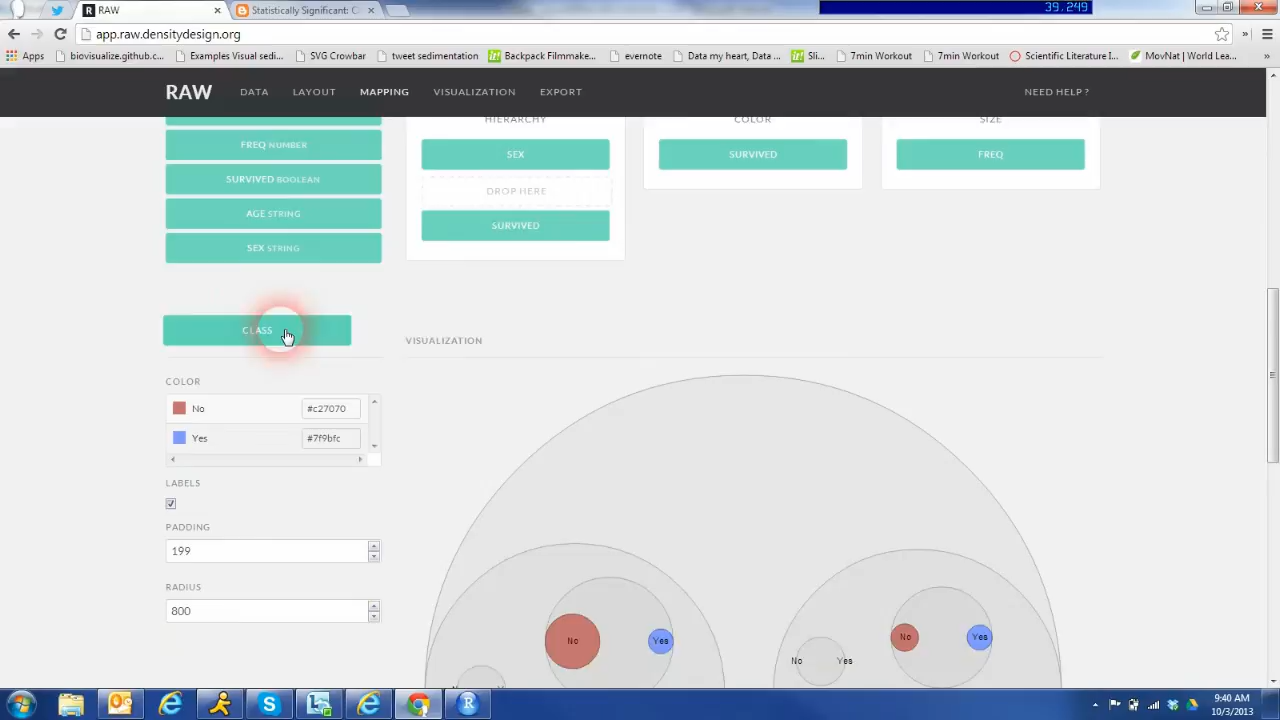 39.249
RAW
Statistically Significant: C
app.raw.densitydesign.org
Apps
biovisualize.github.c...
Examples Visual sedi...
SVG Crowbar
tweet sedimentation
Backpack Filmmake...
evernote
Data my heart, Data ...
Sli...
7min Workout
7min Workout
Scientific Literature I...
MovNat | World Lea...
RAW
DATA
LAYOUT
MAPPING
VISUALIZATION
EXPORT
NEED HELP ?
HIERARCHY
COLOR
SIZE
FREQ NUMBER
SEX
SURVIVED
FREQ
SURVIVED BOOLEAN
DROP HERE
AGE STRING
SURVIVED
SEX STRING
CLASS
VISUALIZATION
COLOR
No
#c27070
Yes
#7f9bfc
LABELS
PADDING
199
RADIUS
800
No
Yes
No
Yes
No
Yes
9:40 AM
10/3/2013